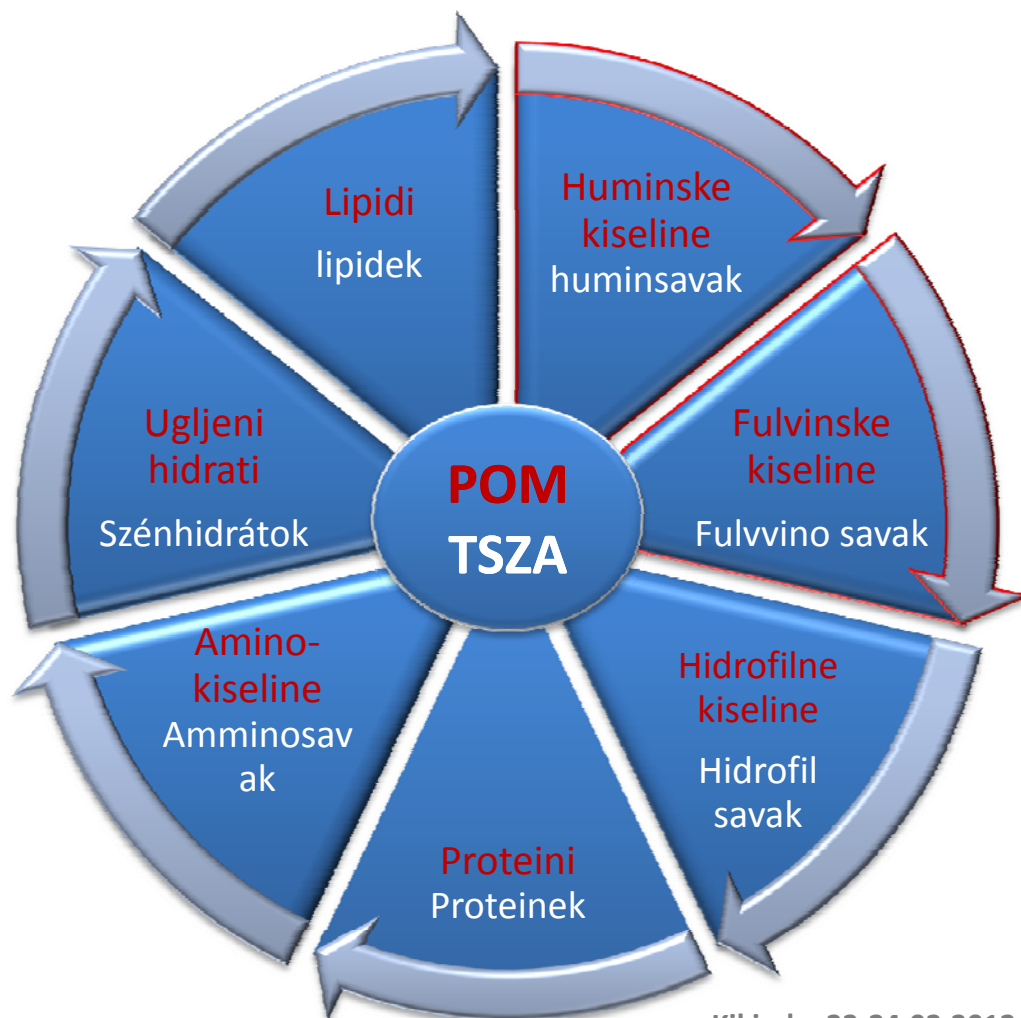 Lipidi
lipidek
Huminske
kiseline
huminsavak
Ugljeni
hidrati
Szénhidrátok
POM
TSZA
Fulvinske
kiseline
Fulvvino savak
Amino-
kiseline
Amminosav
ak
Hidrofilne
kiseline
Hidrofil
savak
Proteini
Proteinek